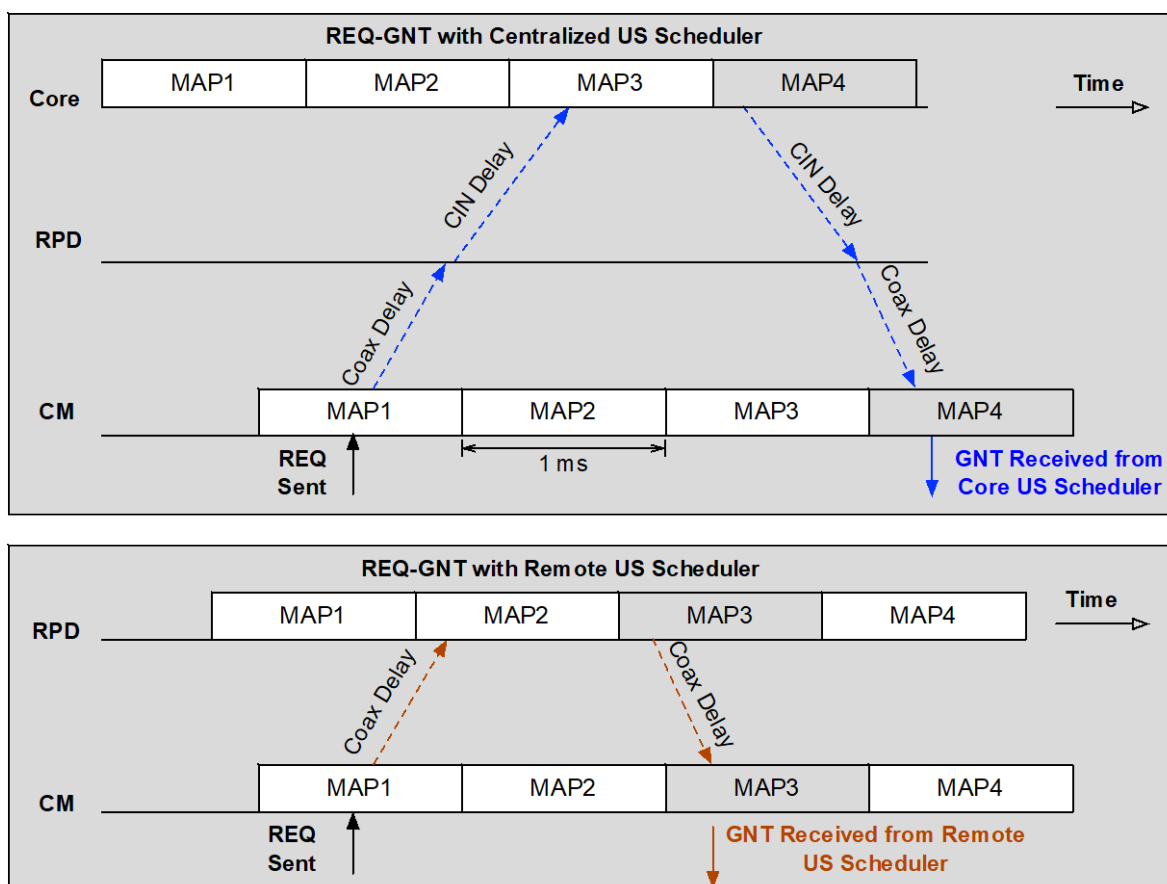 REQ-GNT with Centralized US Scheduler
MAP1
MAP2
MAP3
MAP4
Core
Time
CIN Delay
CIN Delay
RPD
Coax Delay
Coax Delay
MAP1
MAP2
MAP3
MAP4
CM
REQ
Sent
1 ms
GNT Received from
Core US Scheduler
REQ-GNT with Remote US Scheduler
MAP1
MAP2
MAP3
MAP4
Time
RPD
Coax Delay
Coax Delay
MAP1
MAP2
MAP3
MAP4
CM
REQ
Sent
GNT Received from Remote
US Scheduler